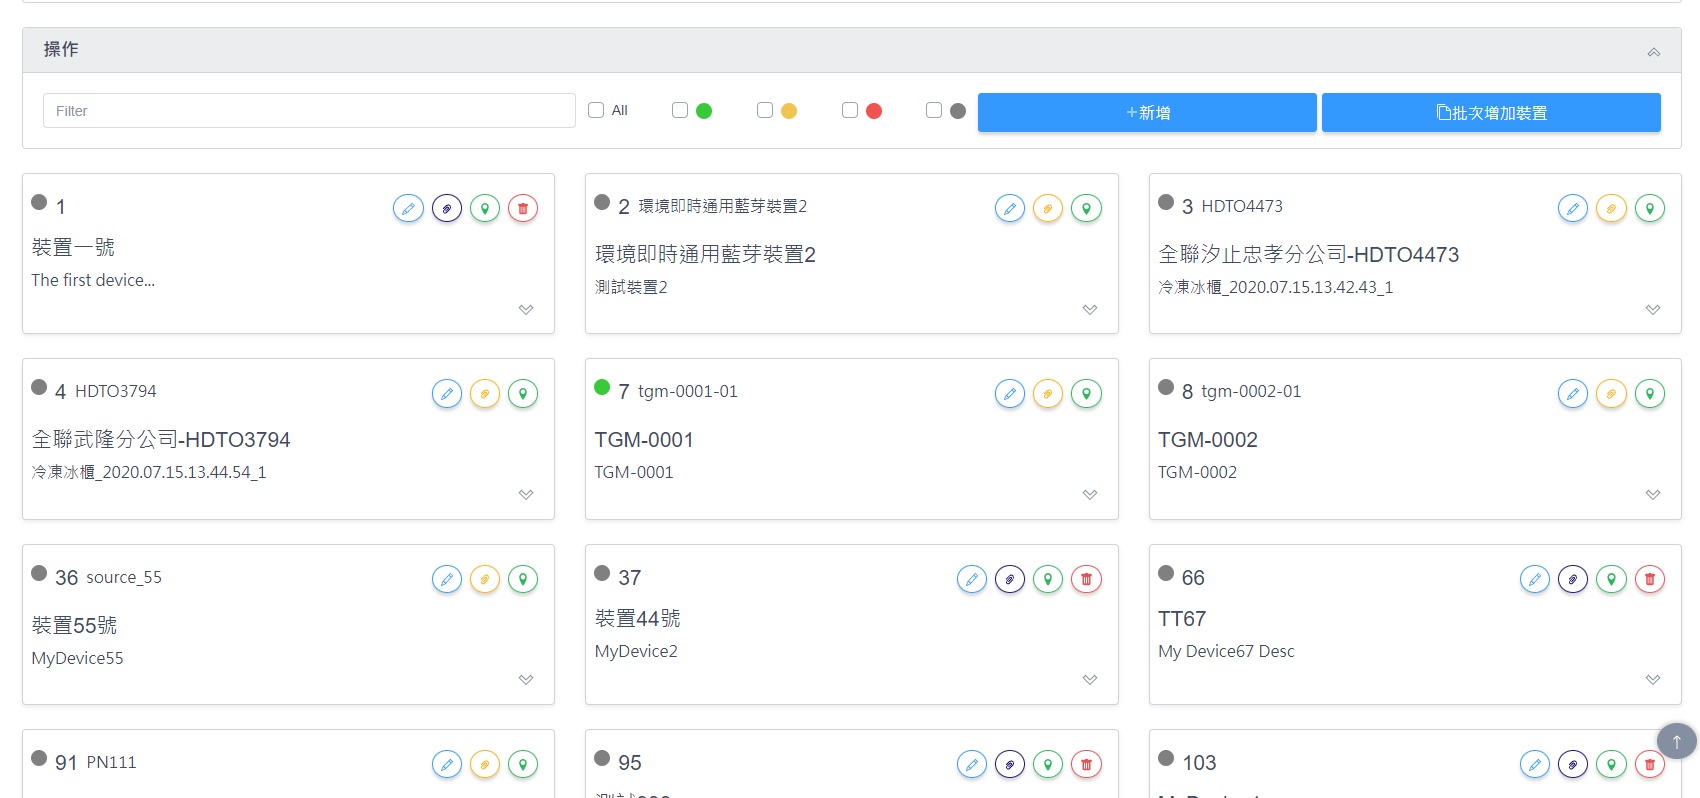 操作
Filter
All
+新增
批次增加裝置
1
裝置一號
The first device...
2 環境即時通用藍芽裝置2
環境即時通用藍芽裝置2
測試裝置2
3 HDTO4473
全聯汐止忠孝分公司-HDTO4473
冷凍冰櫃_2020.07.15.13.42.43_1
4 HDTO3794
全聯武隆分公司-HDTO3794
冷凍冰櫃_2020.07.15.13.44.54_1
7 tgm-0001-01
TGM-0001
TGM-0001
8 tgm-0002-01
TGM-0002
TGM-0002
36 source_55
裝置55號
MyDevice55
37
裝置44號
MyDevice2
66
TT67
My Device67 Desc
91 PN111
95
103